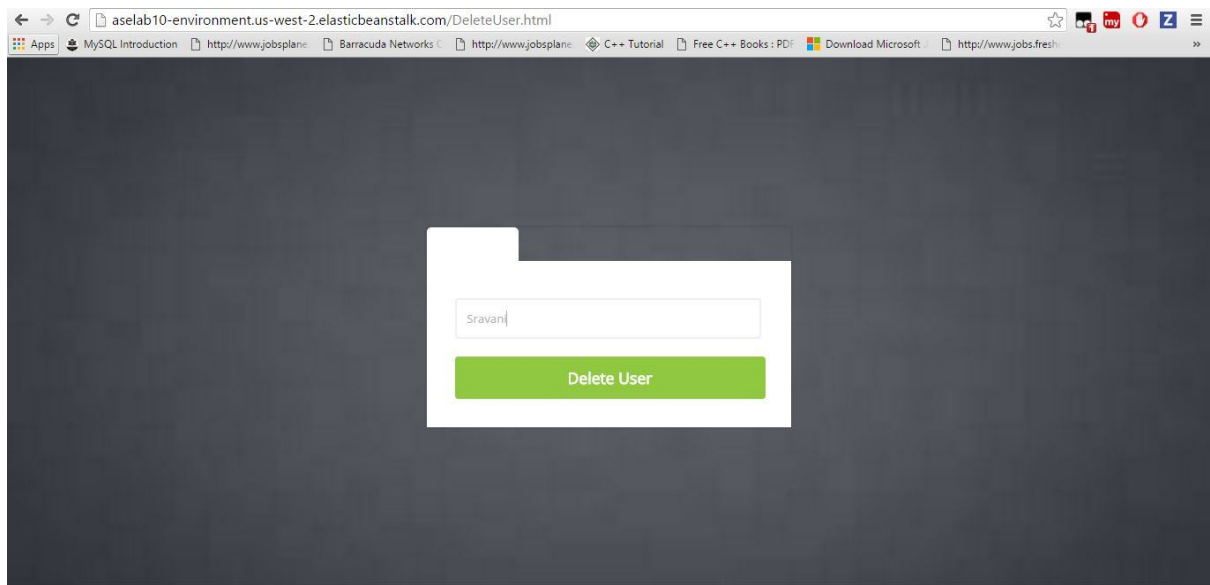 aselab10-environment.us-west-2.elasticbeanstalk.com/DeleteUser.html
Apps MySQL Introduction http://www.jobsplane Barracuda Networks C http://www.jobsplane C++ Tutorial Free C++ Books : PDF Download Microsoft J http://www.jobs.fresh »
Sravani
Delete User